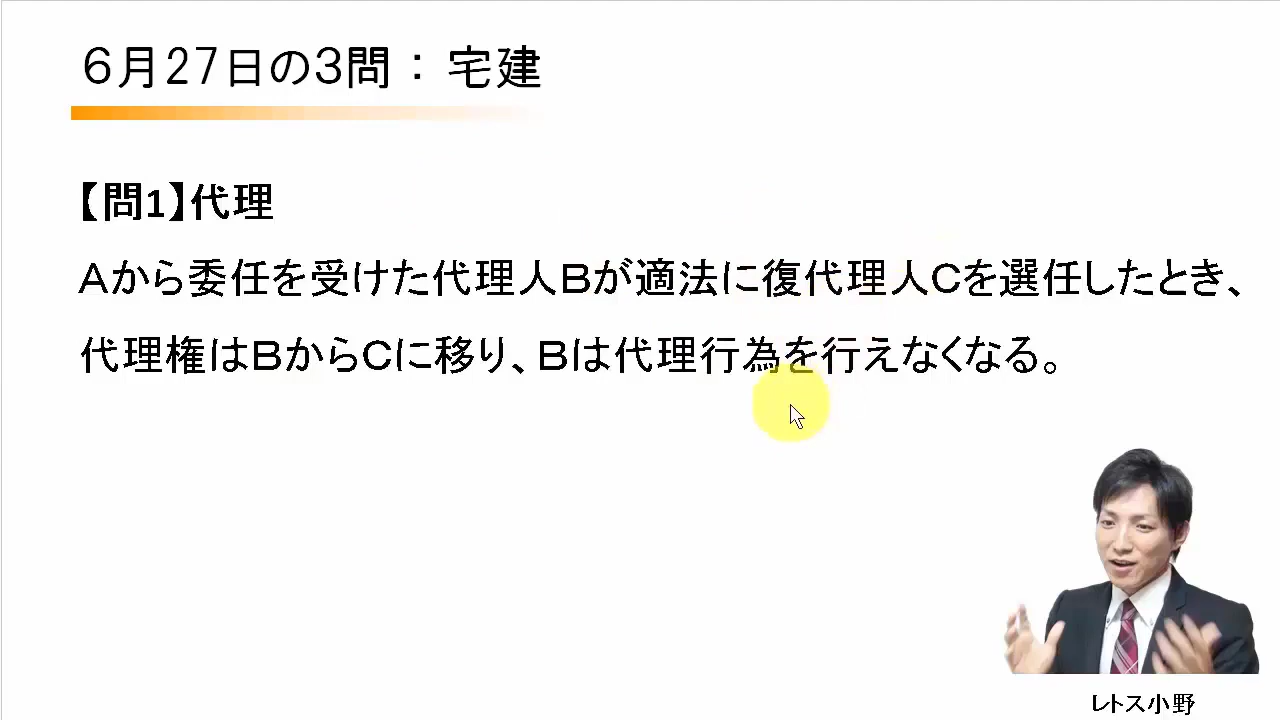 6月27日の3問：宅建
【問1】代理
Aから委任を受けた代理人Bが適法に復代理人Cを選任したとき、
代理権はBからCに移り、Bは代理行為を行えなくなる。
レトス小野